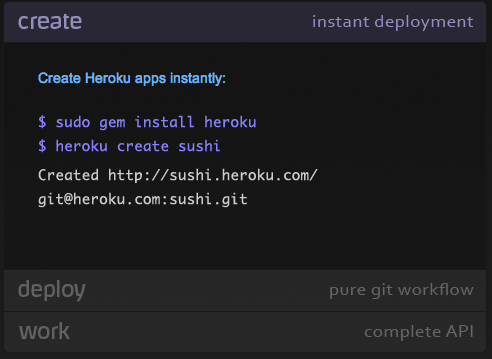 create instant deployment
Create Heroku apps instantly:
$ sudo gem install heroku
$ heroku create sushi
Created http://sushi.heroku.com/
git@heroku.com:sushi.git
deploy pure git workflow
work complete API